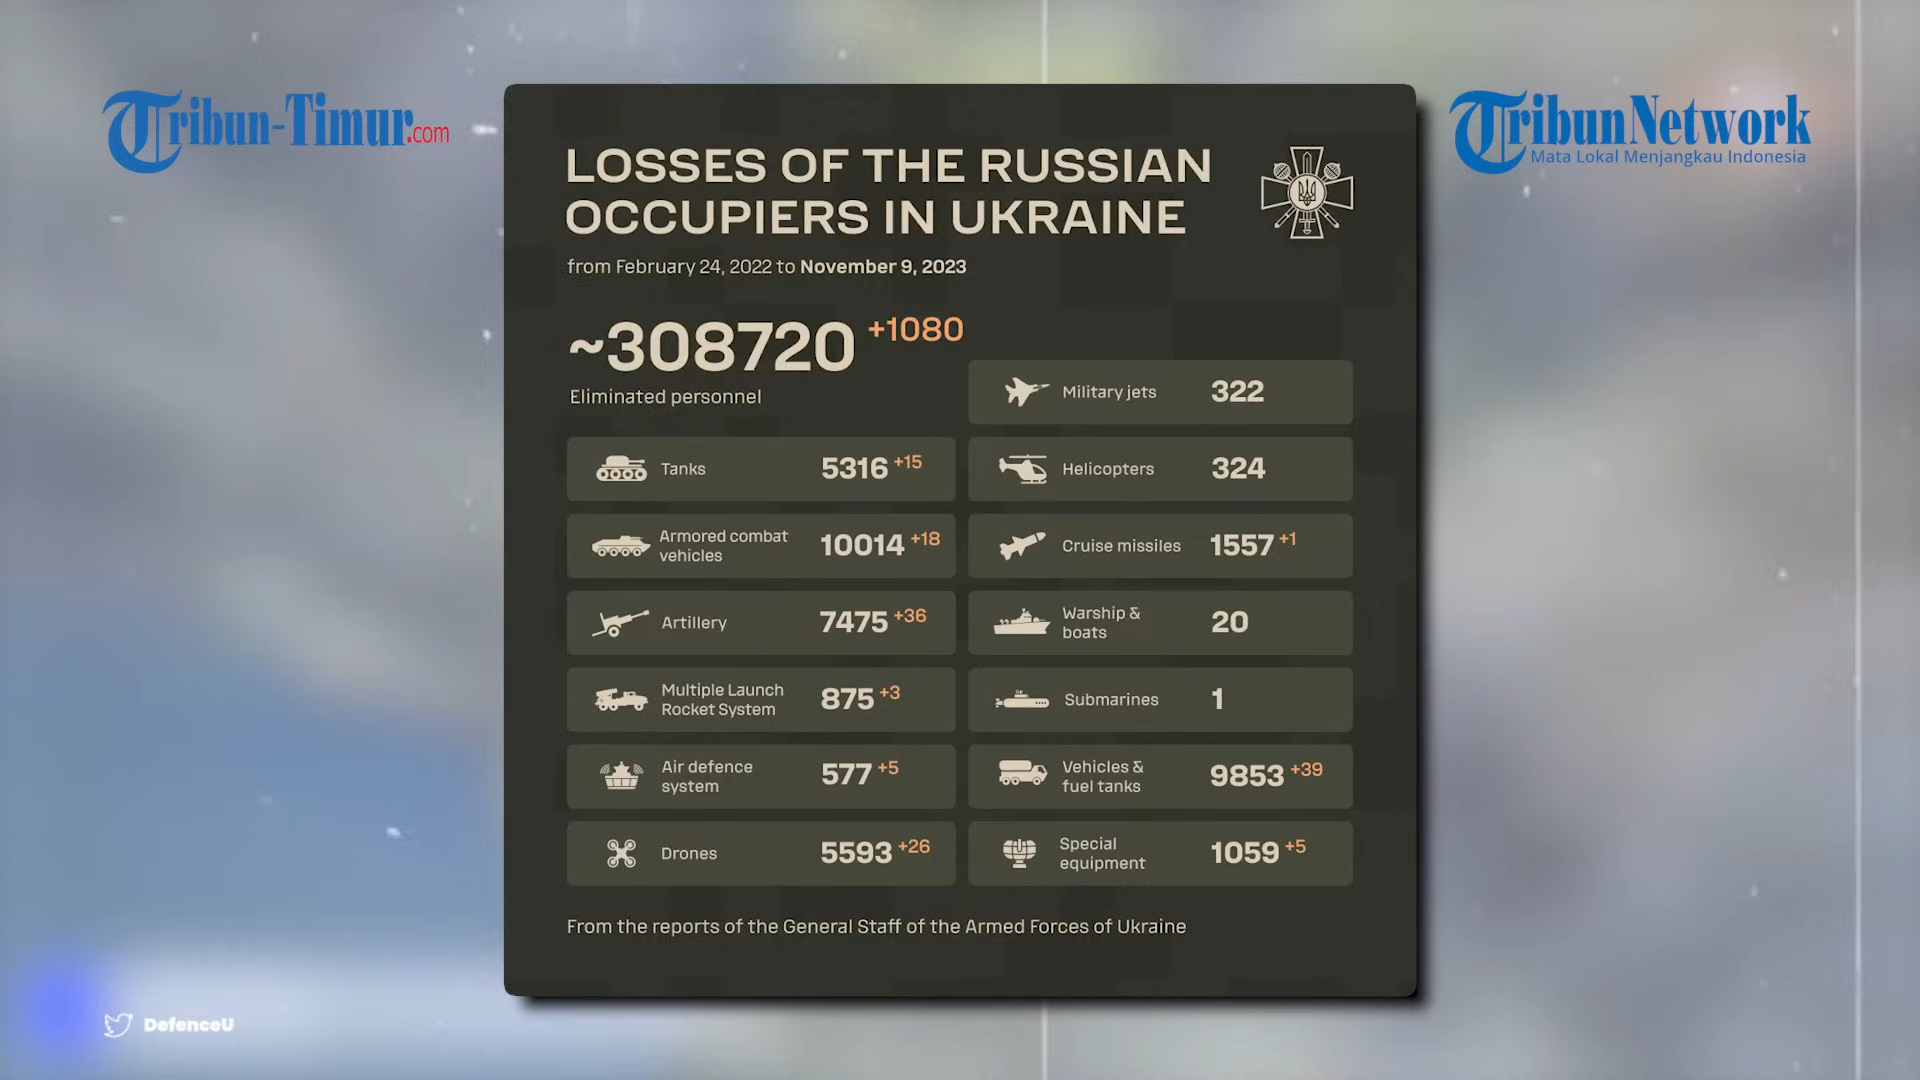 Tribun-Timur.com
TribunNetwork
Mata Lokal Menjangkau Indonesia
LOSSES OF THE RUSSIAN
OCCUPIERS IN UKRAINE
from February 24, 2022 to November 9, 2023
~308720 +1080
Eliminated personnel
Military jets 322
Tanks 5316 +15
Helicopters 324
Armored combat
vehicles 10014 +18
Cruise missiles 1557 +1
Artillery 7475 +36
Warship &
boats 20
Multiple Launch
Rocket System 875 +3
Submarines 1
Air defence
system 577 +5
Vehicles &
fuel tanks 9853 +39
Drones 5593 +26
Special
equipment 1059 +5
From the reports of the General Staff of the Armed Forces of Ukraine
DefenceU